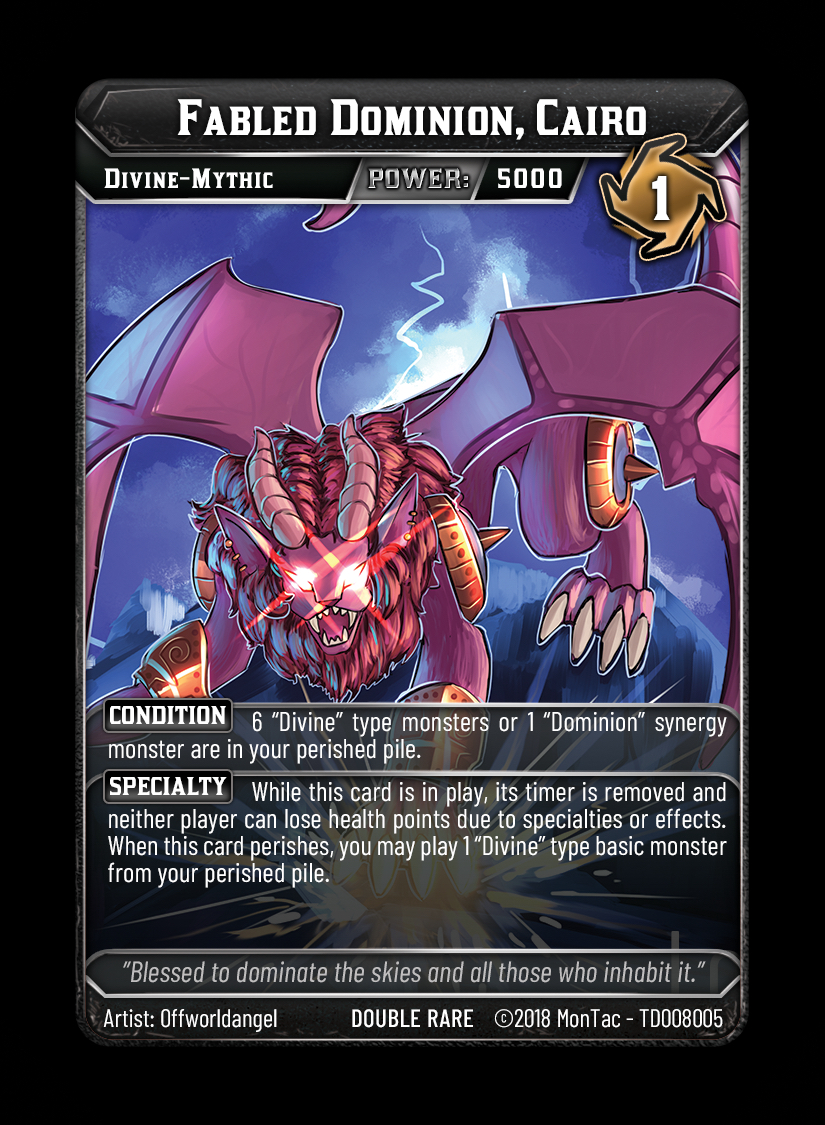 Fabled Dominion, Cairo
Divine-Mythic POWER: 5000
1
CONDITION 6 “Divine” type monsters or 1 “Dominion” synergy
monster are in your perished pile.
SPECIALTY While this card is in play, its timer is removed and
neither player can lose health points due to specialties or effects.
When this card perishes, you may play 1 “Divine” type basic monster
from your perished pile.
“Blessed to dominate the skies and all those who inhabit it.”
Artist: Offworldangel DOUBLE RARE ©2018 MonTac - TD008005